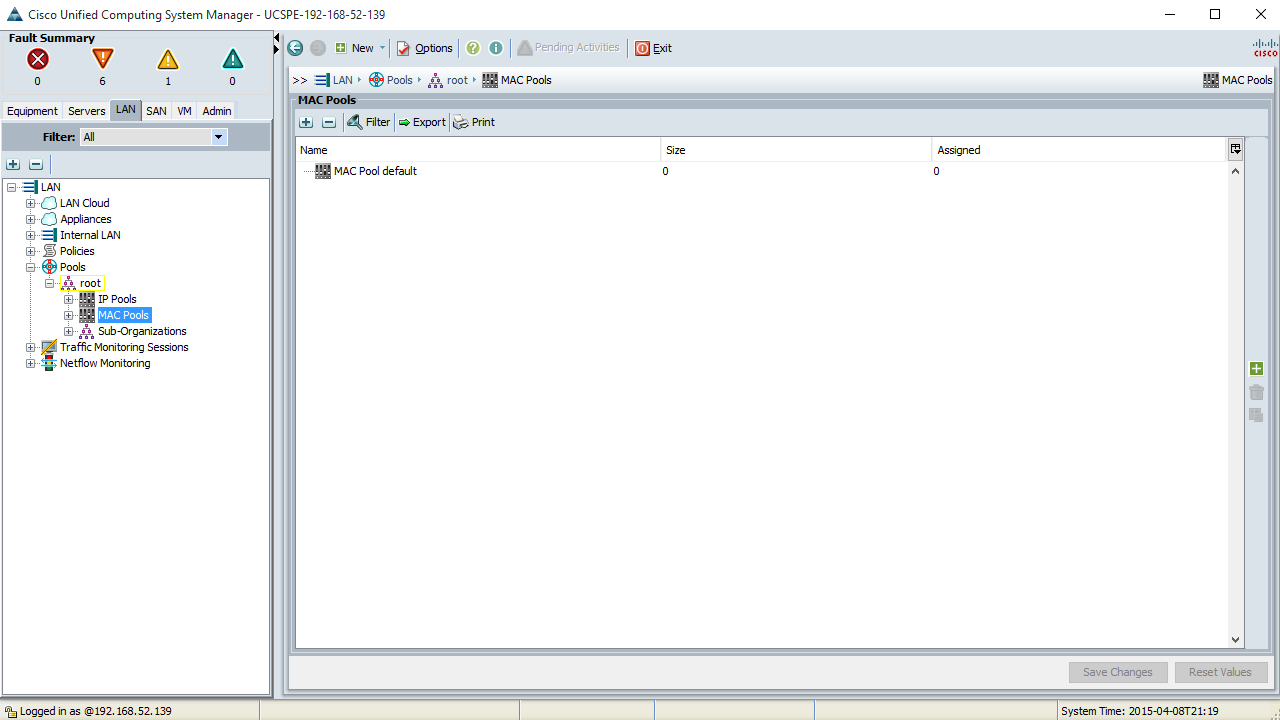 Cisco Unified Computing System Manager - UCSPE-192-168-52-139
Fault Summary
0 6 1 0
New Options Pending Activities Exit
CISCO
Equipment Servers LAN SAN VM Admin
>> LAN Pools root MAC Pools MAC Pools
MAC Pools
Filter: All
Filter Export Print
Name Size Assigned
MAC Pool default 0 0
LAN
LAN Cloud
Appliances
Internal LAN
Policies
Pools
root
IP Pools
MAC Pools
Sub-Organizations
Traffic Monitoring Sessions
Netflow Monitoring
Save Changes Reset Values
Logged in as @192.168.52.139
System Time: 2015-04-08T21:19